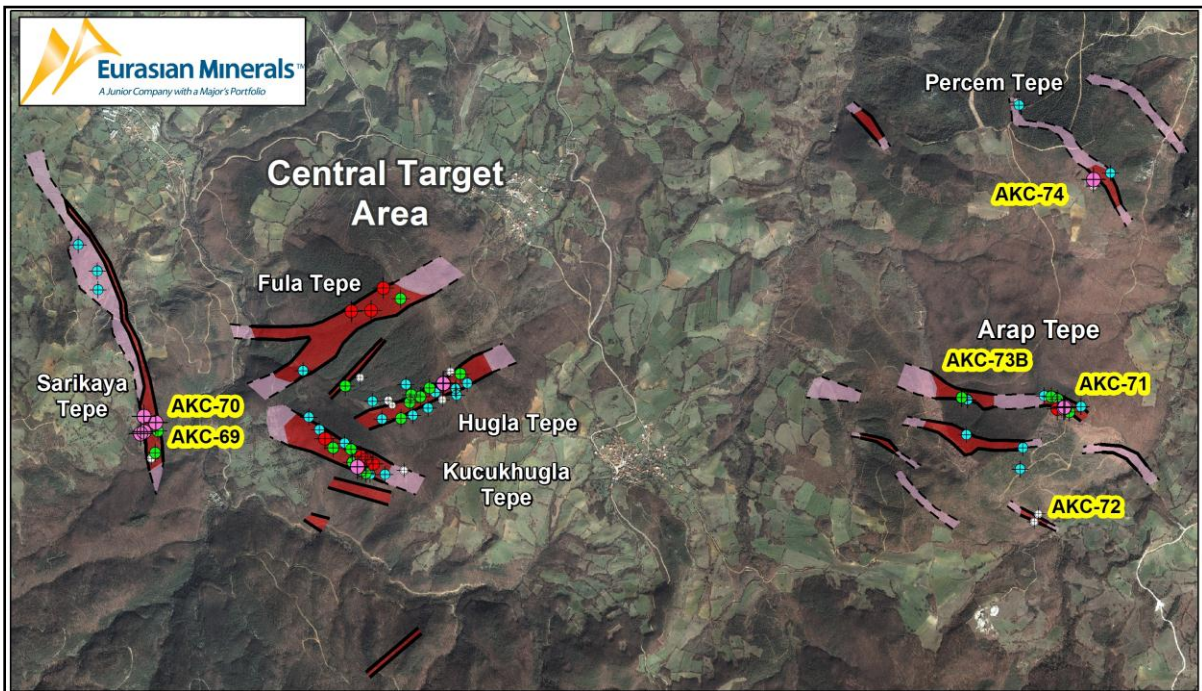 Eurasian Minerals™
A Junior Company with a Major's Portfolio
Percem Tepe
Central Target
Area
AKC-74
Fula Tepe
Arap Tepe
AKC-73B
Sarikaya
Tepe
AKC-70
AKC-71
AKC-69
Hugla Tepe
Kucukhugla
Tepe
AKC-72